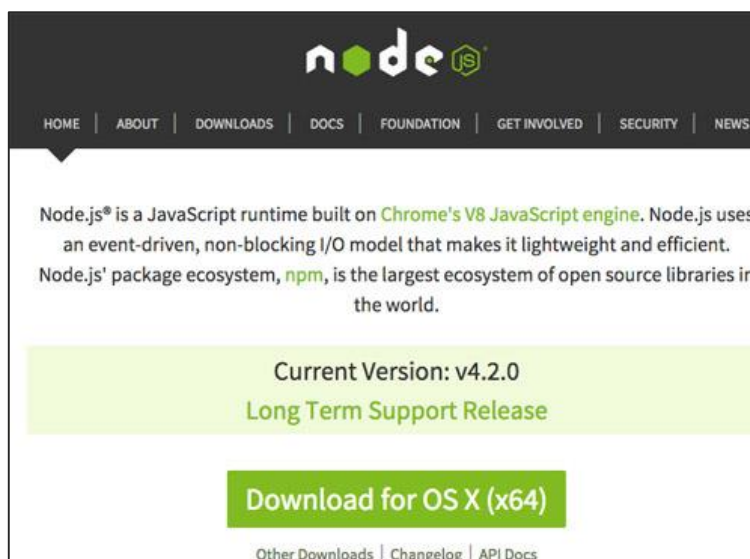 node JS
HOME | ABOUT | DOWNLOADS | DOCS | FOUNDATION | GET INVOLVED | SECURITY | NEWS
Node.js® is a JavaScript runtime built on Chrome's V8 JavaScript engine. Node.js uses
an event-driven, non-blocking I/O model that makes it lightweight and efficient.
Node.js' package ecosystem, npm, is the largest ecosystem of open source libraries in
the world.
Current Version: v4.2.0
Long Term Support Release
Download for OS X (x64)
Other Downloads | Changelog | API Docs